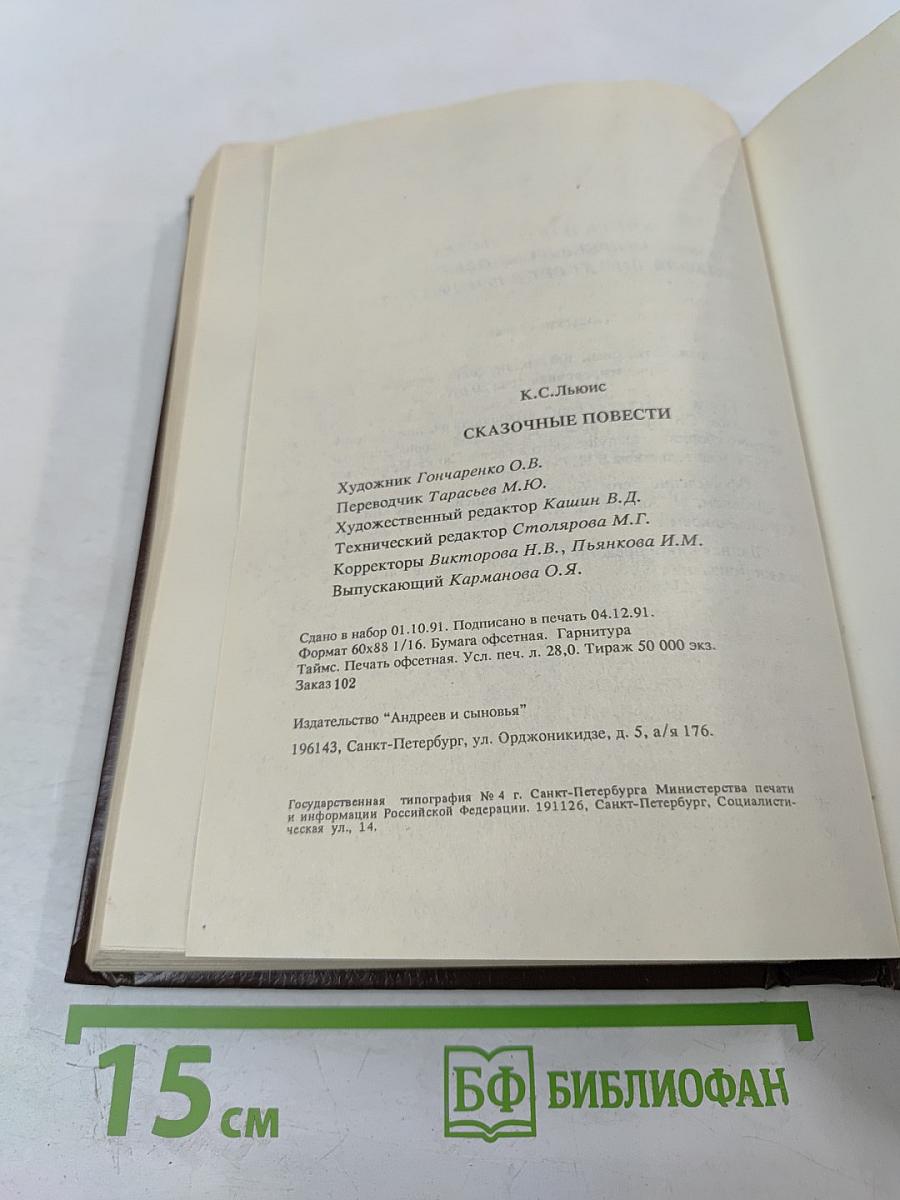 К.С.Льюис
СКАЗОЧНЫЕ ПОВЕСТИ
Художник Гончаренко О.В.
Переводчик Тарасьев М.Ю.
Художественный редактор Кашин В.Д.
Технический редактор Столярова М.Г.
Корректоры Викторова Н.В., Пьянкова И.М.
Выпускающий Карманова О.Я.
Сдано в набор 01.10.91. Подписано в печать 04.12.91.
Формат 60х88 1/16. Бумага офсетная. Гарнитура
Таймс. Печать офсетная. Усл. печ. л. 28,0. Тираж 50 000 экз.
Заказ 102
Издательство "Андреев и сыновья"
196143, Санкт-Петербург, ул. Орджоникидзе, д. 5, а/я 176.
Государственная типография № 4 г. Санкт-Петербурга Министерства печати
и информации Российской Федерации. 191126, Санкт-Петербург, Социалисти-
ческая ул., 14.
15 см
БФ БИБЛИОФАН